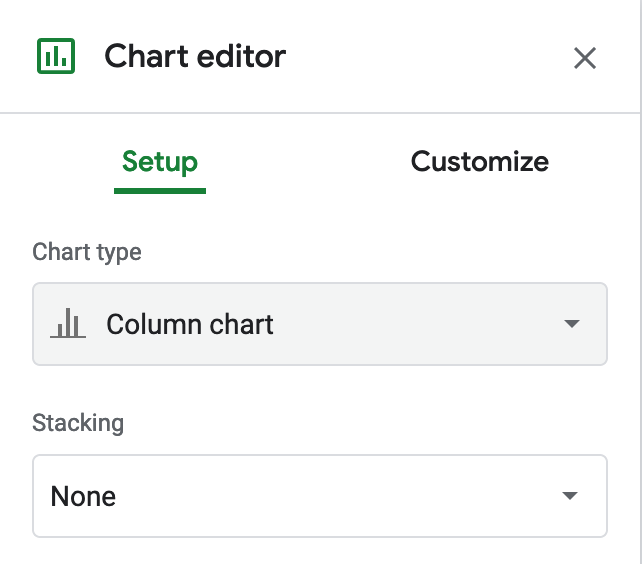 Chart editor
Setup Customize
Chart type
Column chart
Stacking
None